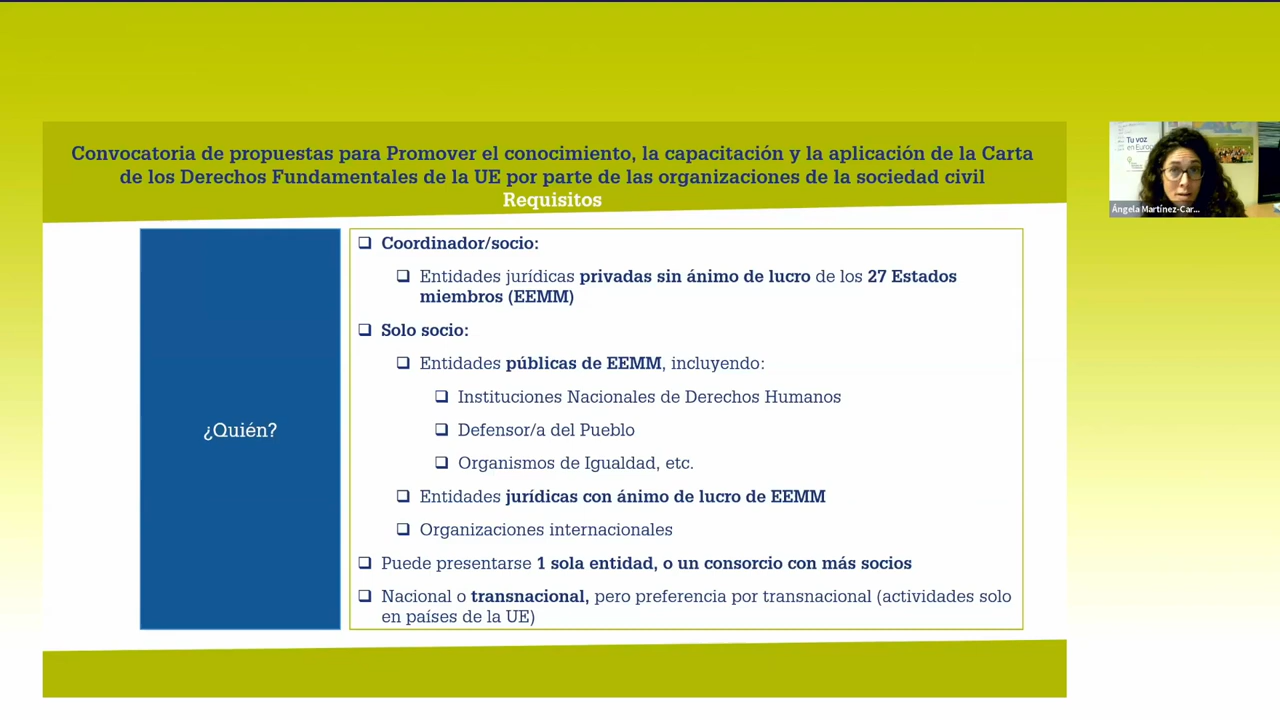 Convocatoria de propuestas para Promover el conocimiento, la capacitación y la aplicación de la Carta
de los Derechos Fundamentales de la UE por parte de las organizaciones de la sociedad civil
Requisitos
¿Quién?
Coordinador/socio:
Entidades jurídicas privadas sin ánimo de lucro de los 27 Estados
miembros (EEMM)
Solo socio:
Entidades públicas de EEMM, incluyendo:
Instituciones Nacionales de Derechos Humanos
Defensor/a del Pueblo
Organismos de Igualdad, etc.
Entidades jurídicas con ánimo de lucro de EEMM
Organizaciones internacionales
Puede presentarse 1 sola entidad, o un consorcio con más socios
Nacional o transnacional, pero preferencia por transnacional (actividades solo
en países de la UE)
Tu voz
en Europa
Ángela Martínez-Car...